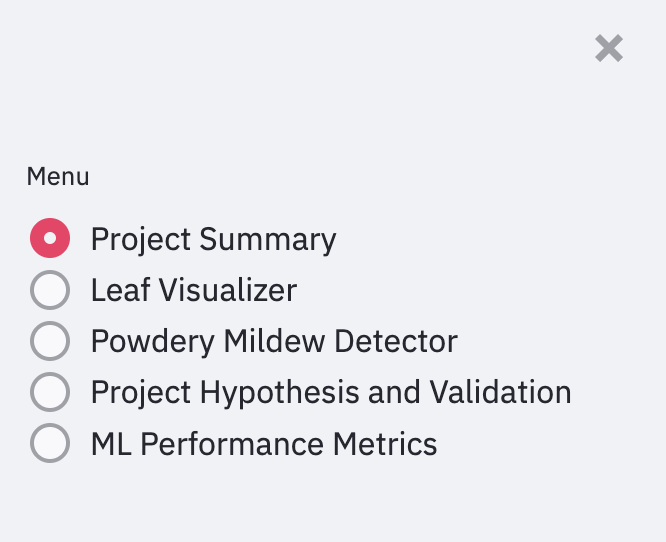 Menu
Project Summary
Leaf Visualizer
Powdery Mildew Detector
Project Hypothesis and Validation
ML Performance Metrics